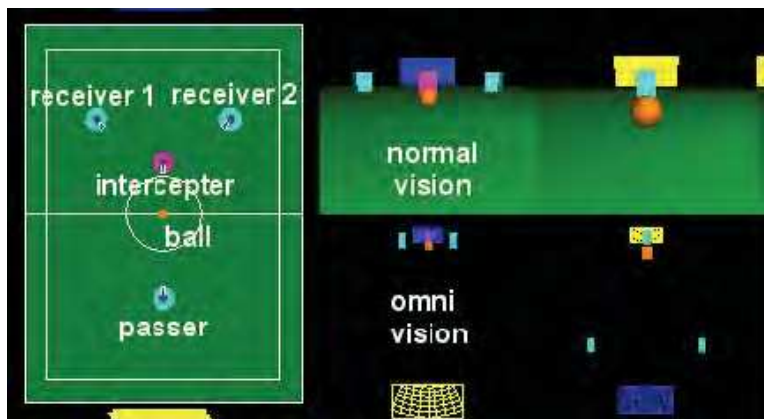 receiver 1 receiver 2
intercepter
ball
passer
normal
vision
omni
vision